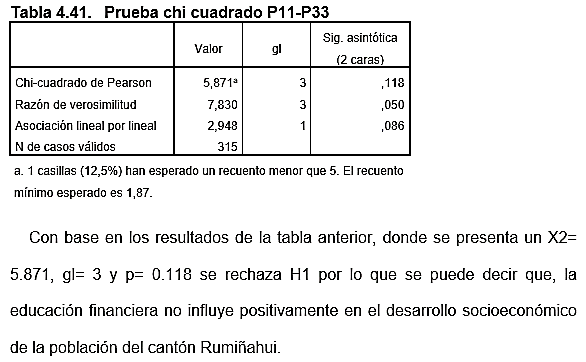 Tabla 4.41. Prueba chi cuadrado P11-P33
Valor gl Sig. asintótica (2 caras)
Chi-cuadrado de Pearson 5,871ª 3 ,118
Razón de verosimilitud 7,830 3 ,050
Asociación lineal por lineal 2,948 1 ,086
N de casos válidos 315
a. 1 casillas (12,5%) han esperado un recuento menor que 5. El recuento
mínimo esperado es 1,87.
Con base en los resultados de la tabla anterior, donde se presenta un X2=
5.871, gl= 3 y p= 0.118 se rechaza H1 por lo que se puede decir que, la
educación financiera no influye positivamente en el desarrollo socioeconómico
de la población del cantón Rumiñahui.